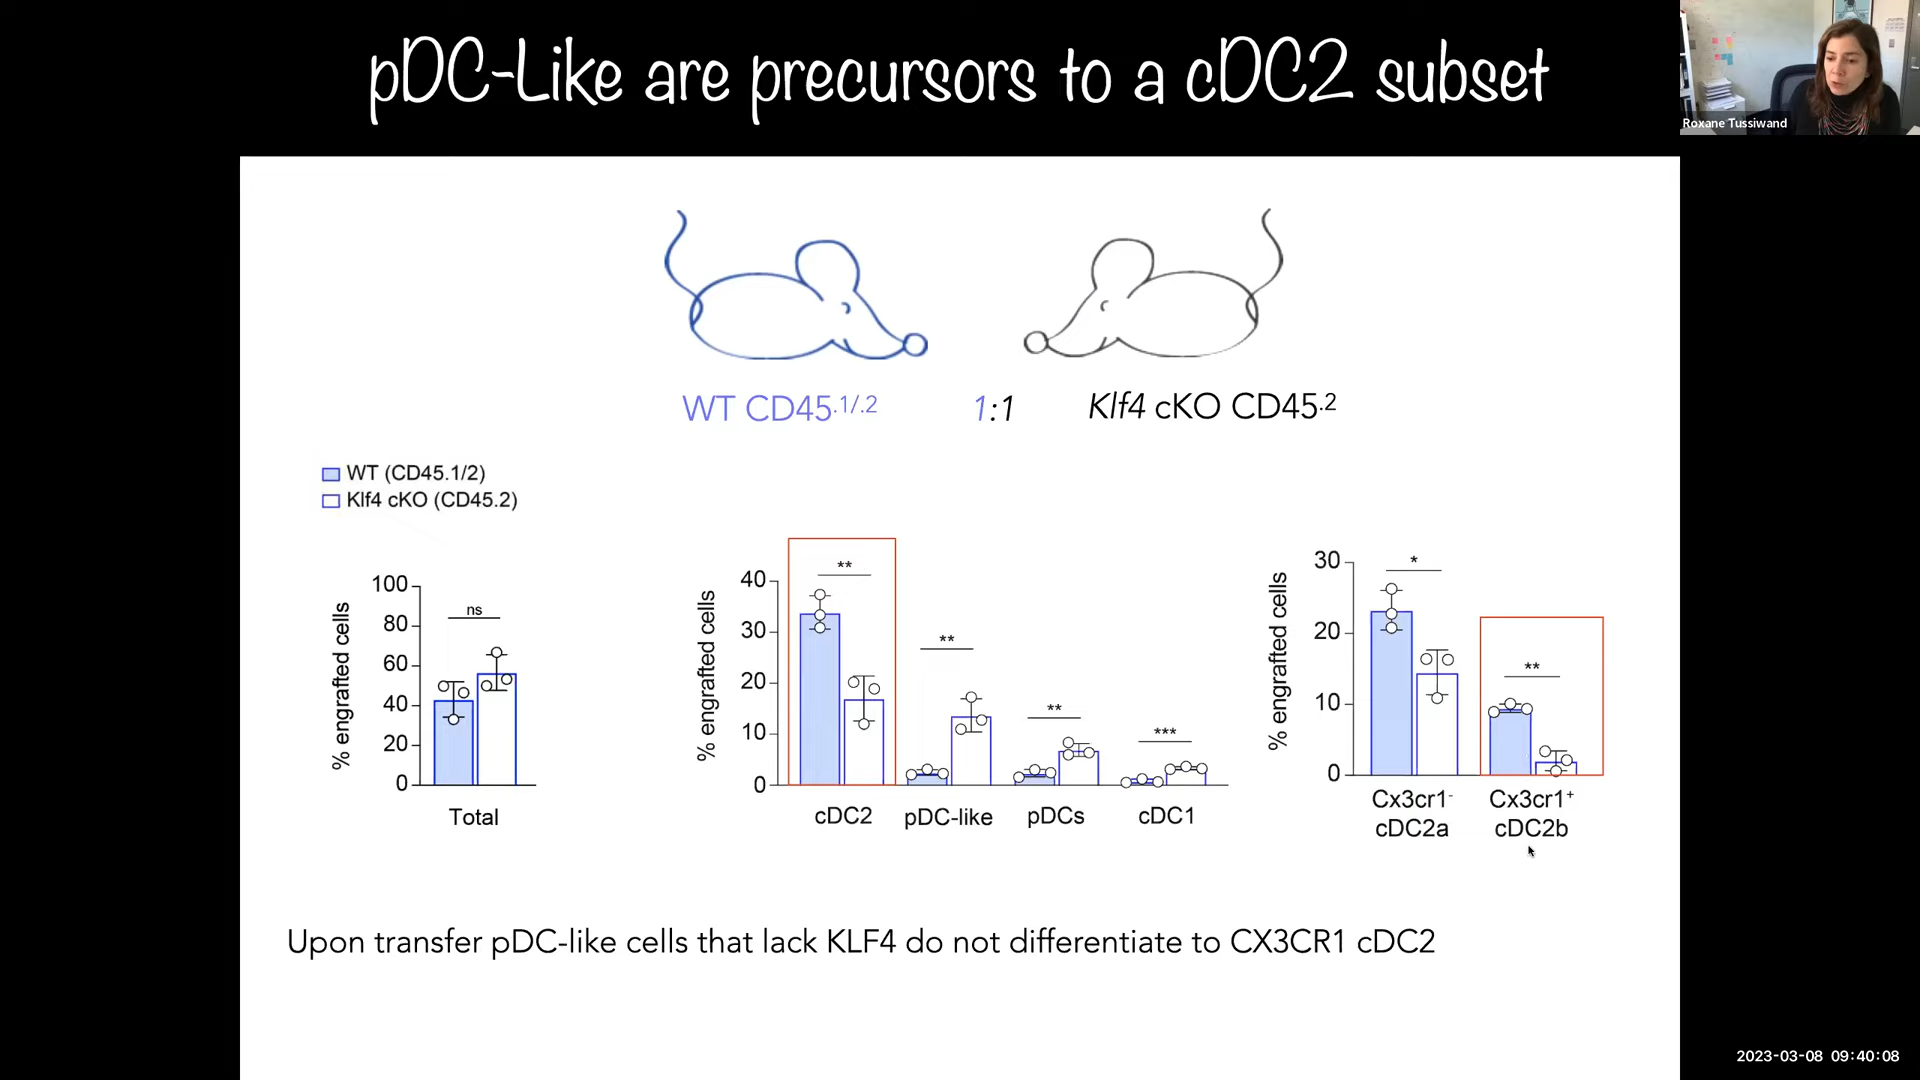 pDC-Like are precursors to a cDC2 subset
Roxane Tussiwand
WT CD45.1/.2
1:1
Klf4 cKO CD45.2
WT (CD45.1/2)
Klf4 cKO (CD45.2)
% engrafted cells
100
80
60
40
20
0
ns
Total
% engrafted cells
40
30
20
10
0
**
**
**
***
cDC2
pDC-like
pDCs
cDC1
% engrafted cells
30
20
10
0
*
**
Cx3cr1-
cDC2a
Cx3cr1+
cDC2b
Upon transfer pDC-like cells that lack KLF4 do not differentiate to CX3CR1 cDC2
2023-03-08 09:40:08